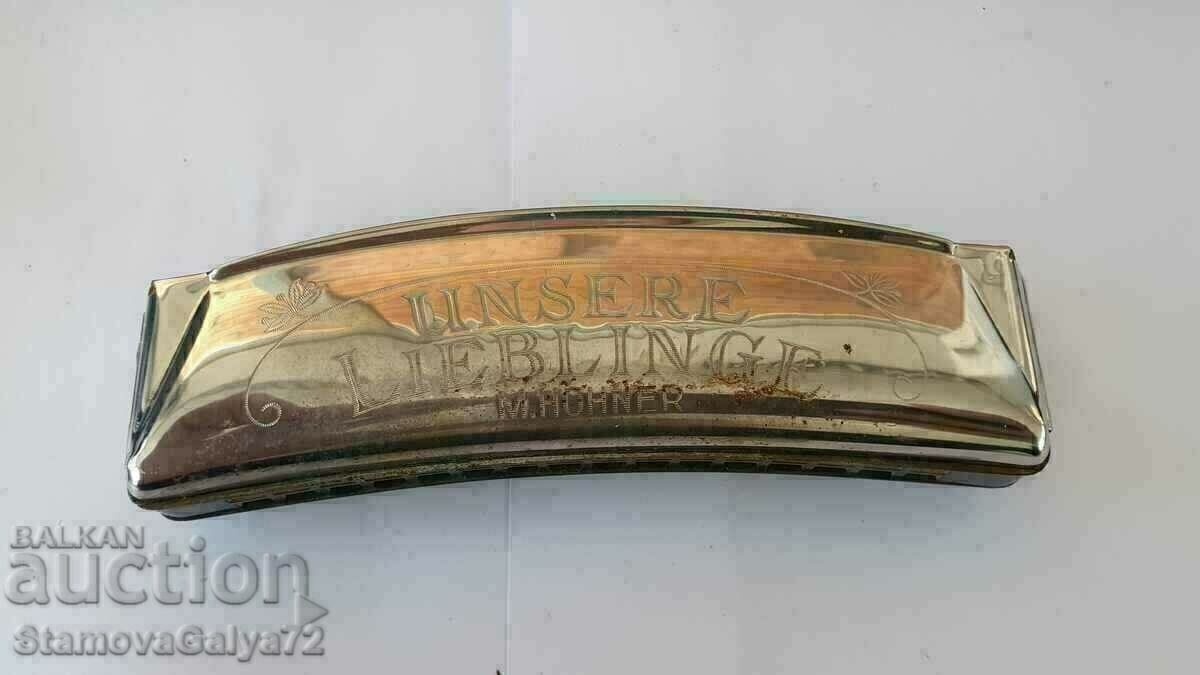 UNSERE
LIEBLINGE
M. HOHNER
BALKAN
auction
StamovaGalya72